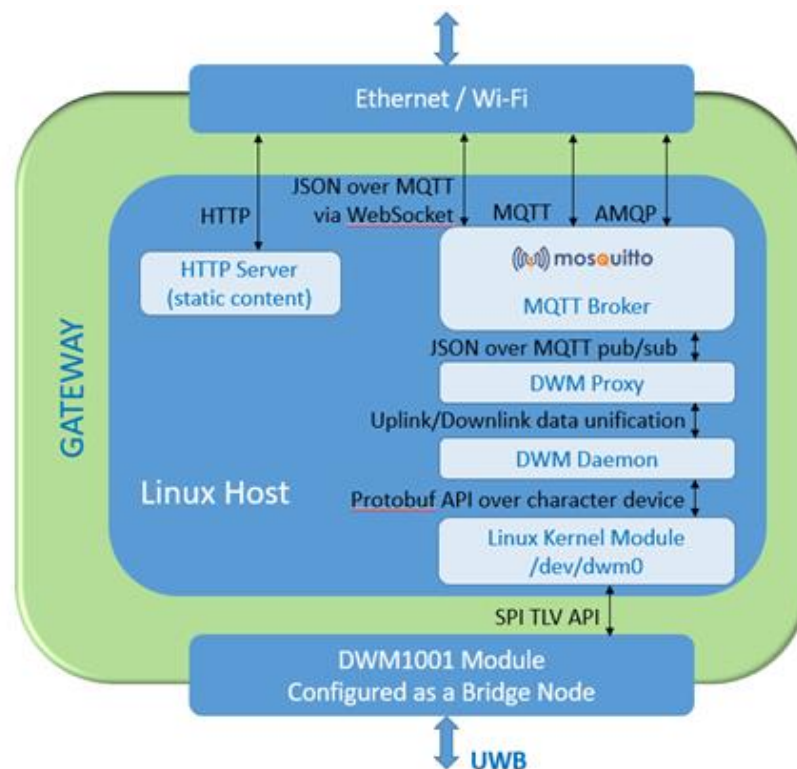 Ethernet / Wi-Fi
HTTP
JSON over MQTT
via WebSocket
MQTT
AMQP
HTTP Server
(static content)
mosquitto
MQTT Broker
JSON over MQTT pub/sub
DWM Proxy
Uplink/Downlink data unification
DWM Daemon
Protobuf API over character device
Linux Kernel Module
/dev/dwm0
Linux Host
GATEWAY
SPI TLV API
DWM1001 Module
Configured as a Bridge Node
UWB